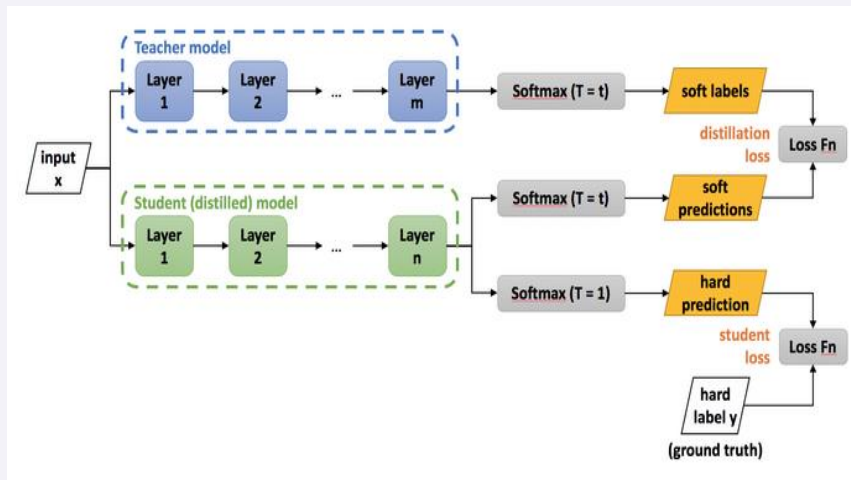 Teacher model
Layer
1
Layer
2
...
Layer
m
Softmax (T = t)
soft labels
distillation
loss
Loss Fn
input
x
Student (distilled) model
Layer
1
Layer
2
...
Layer
n
Softmax (T = t)
soft
predictions
Softmax (T = 1)
hard
prediction
student
loss
Loss Fn
hard
label y
(ground truth)